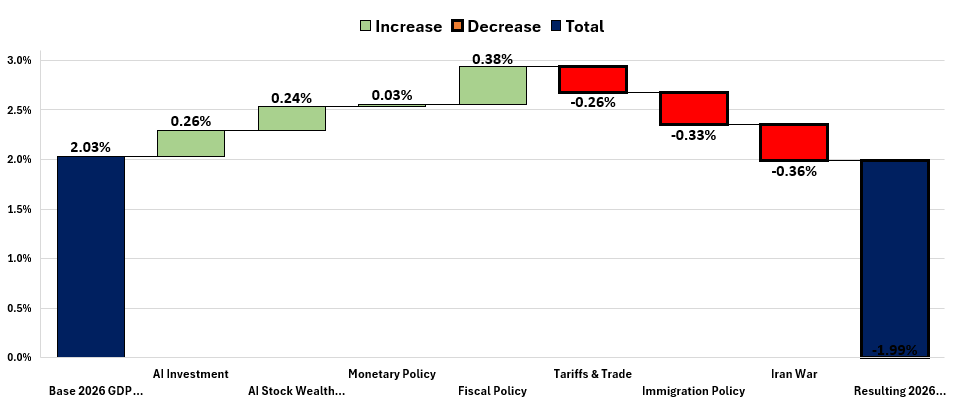 Increase Decrease Total
3.0%
2.5%
2.0%
1.5%
1.0%
0.5%
0.0%
2.03%
0.26%
0.24%
0.03%
0.38%
-0.26%
-0.33%
-0.36%
-1.99%
Base 2026 GDP...
AI Investment
AI Stock Wealth...
Monetary Policy
Fiscal Policy
Tariffs & Trade
Immigration Policy
Iran War
Resulting 2026...